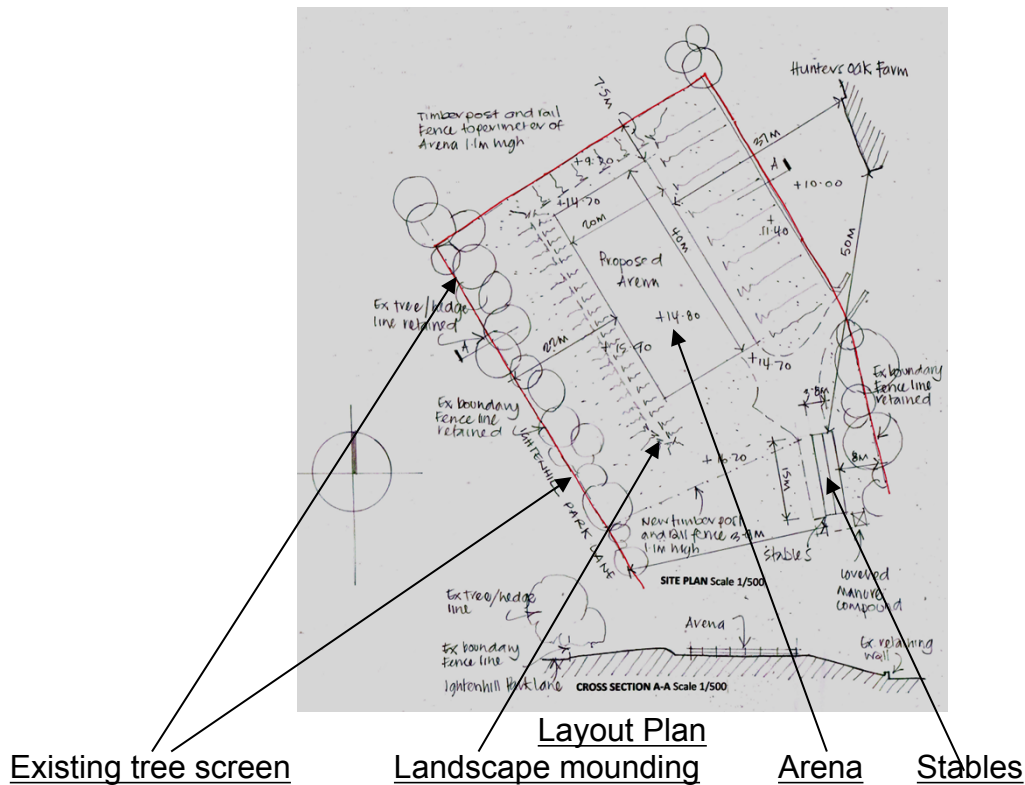 Hunters Oak Farm
Timber post and rail
Fence to perimeter of
Arena 1.1m high
7.5M
37M
A
+9.80
+10.00
+14.70
20M
40M
+
11.40
50M
Proposed
Arena
Ex tree/hedge
line retained
A
+14.80
22M
+15.90
+14.70
Ex boundary
Fence line
retained
3.8M
Ex boundary
Fence line
retained
IGHTENHILL PARK LANE
+16.20
15M
8M
New timber post
and rail fence
1.1m high
Stables
SITE PLAN Scale 1/500
Covered
Manure
compound
Ex tree/hedge
line
Arena
Ex boundary
Fence line
Ex retaining
wall
Ightenhill Park Lane
CROSS SECTION A-A Scale 1/500
Layout Plan
Existing tree screen
Landscape mounding
Arena
Stables